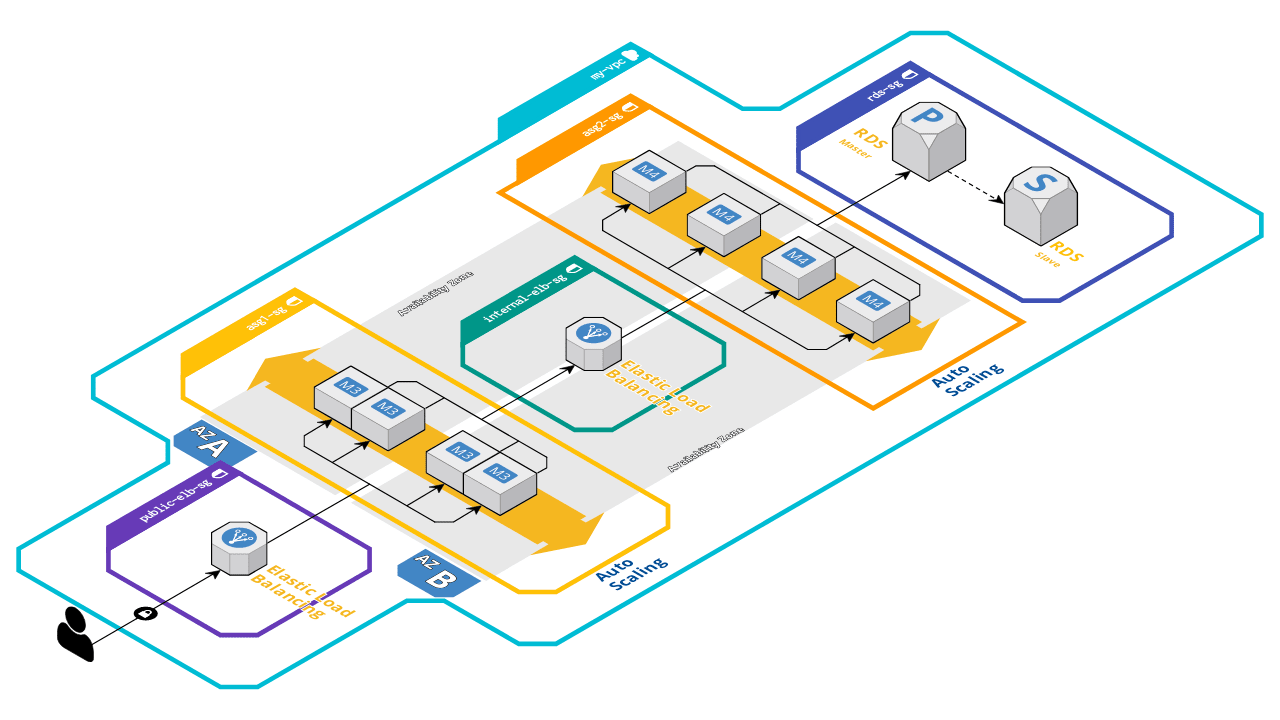 my-vpc
rds-sg
P
RDS
Master
S
RDS
Slave
asg2-sg
M4
M4
M4
M4
Auto
Scaling
Availability Zone
internal-elb-sg
Elastic Load
Balancing
Availability Zone
asg1-sg
M3
M3
M3
M3
Auto
Scaling
AZ
A
AZ
B
public-elb-sg
Elastic Load
Balancing